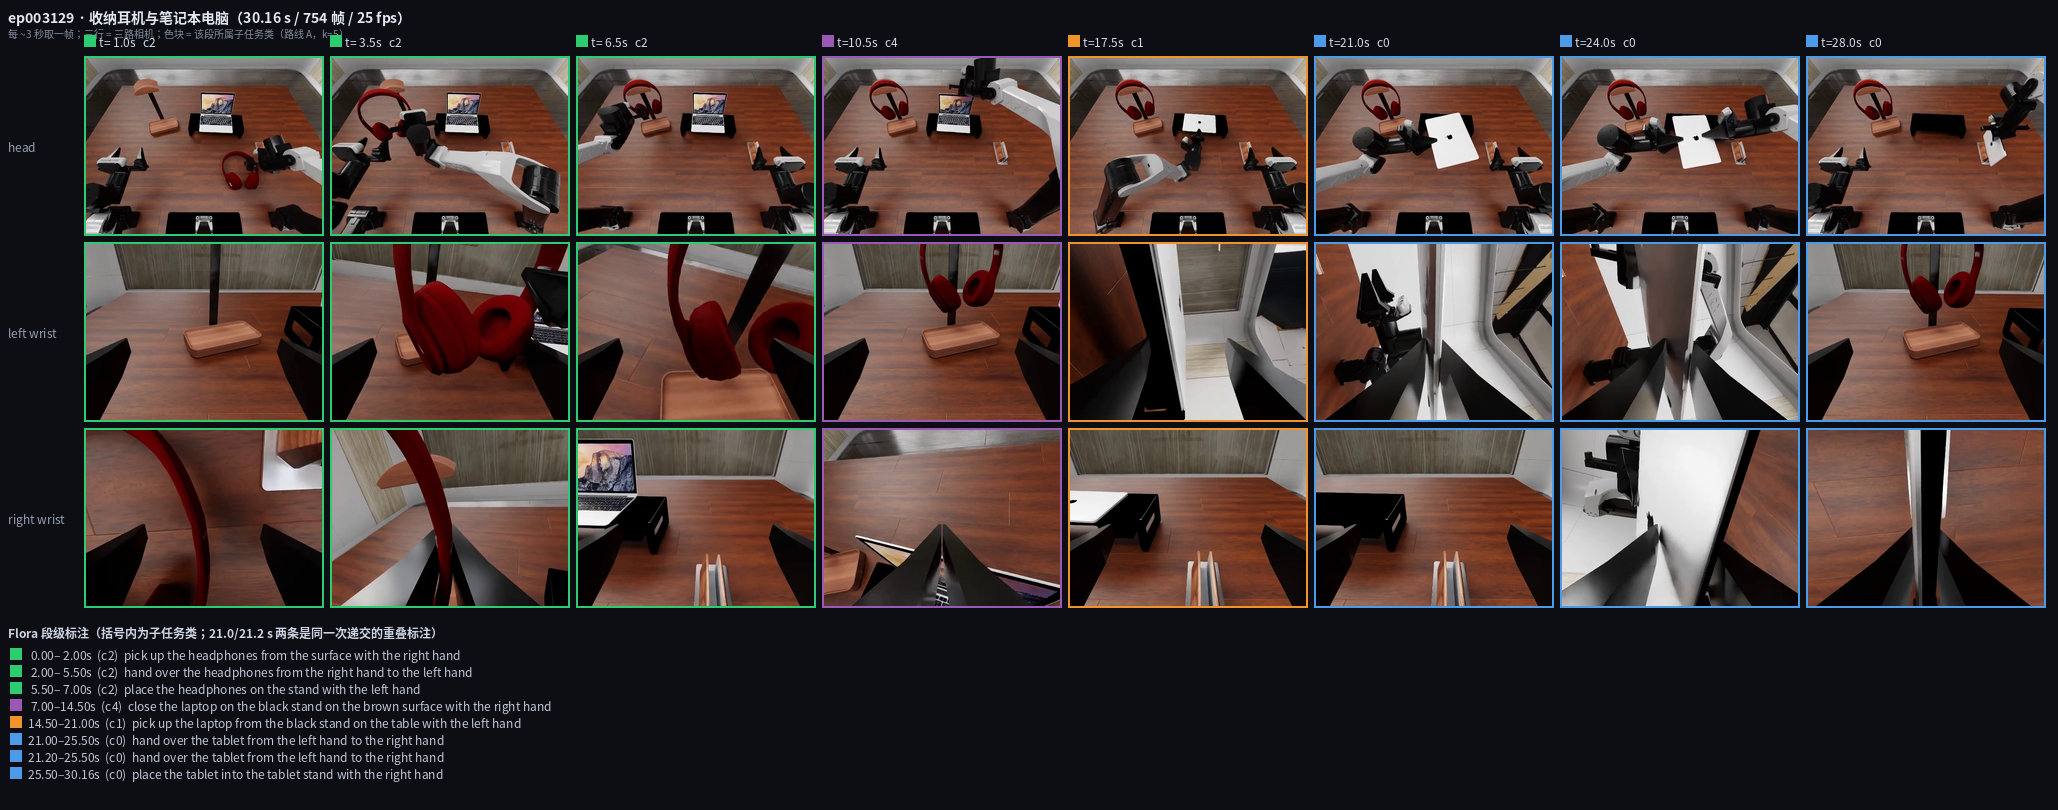 ep003129 · 收纳耳机与笔记本电脑（30.16 s / 754 帧 / 25 fps）
每 ~3 秒取一帧；三行 = 三路相机；色块 = 该段所属子任务类（路线 A，k=5）
t= 1.0s c2
t= 3.5s c2
t= 6.5s c2
t=10.5s c4
t=17.5s c1
t=21.0s c0
t=24.0s c0
t=28.0s c0
head
left wrist
right wrist
Flora 段级标注（括号内为子任务类；21.0/21.2 s 两条是同一次递交的重叠标注）
0.00– 2.00s (c2) pick up the headphones from the surface with the right hand
2.00– 5.50s (c2) hand over the headphones from the right hand to the left hand
5.50– 7.00s (c2) place the headphones on the stand with the left hand
7.00–14.50s (c4) close the laptop on the black stand on the brown surface with the right hand
14.50–21.00s (c1) pick up the laptop from the black stand on the table with the left hand
21.00–25.50s (c0) hand over the tablet from the left hand to the right hand
21.20–25.50s (c0) hand over the tablet from the left hand to the right hand
25.50–30.16s (c0) place the tablet into the tablet stand with the right hand